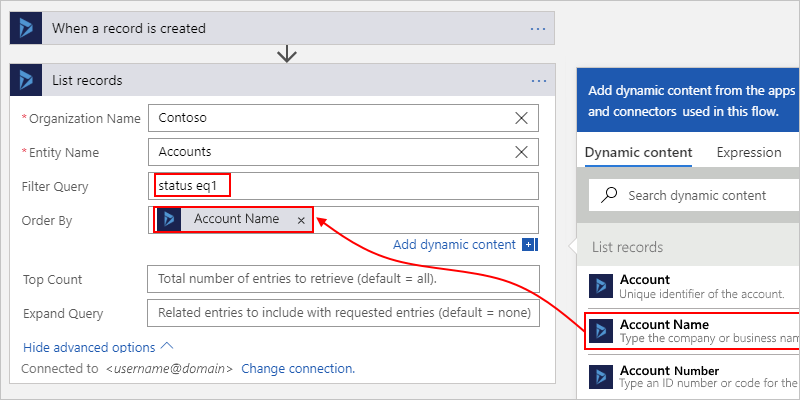 When a record is created
...
List records
...
* Organization Name
Contoso
* Entity Name
Accounts
Filter Query
status eq1
Order By
Account Name ×
Add dynamic content
Top Count
Total number of entries to retrieve (default = all).
Expand Query
Related entries to include with requested entries (default = none)
Hide advanced options
Connected to <username@domain> Change connection.
Add dynamic content from the apps
and connectors used in this flow.
Dynamic content
Expression
Search dynamic content
List records
Account
Unique identifier of the account.
Account Name
Type the company or business nam
Account Number
Type an ID number or code for the